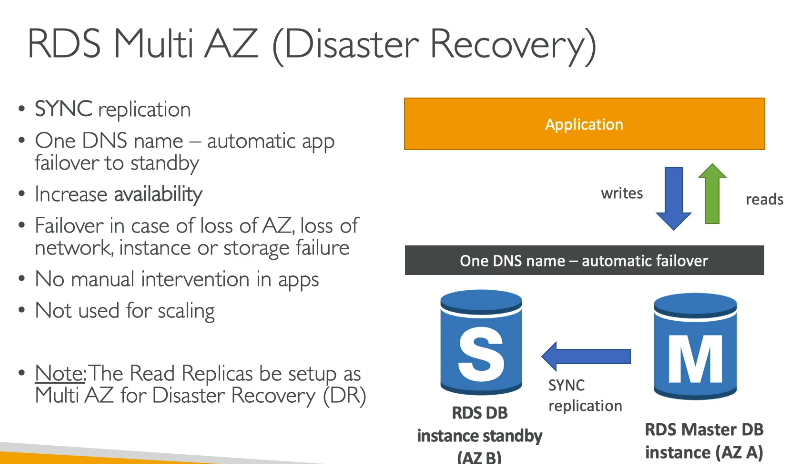 RDS Multi AZ (Disaster Recovery)
• SYNC replication
• One DNS name – automatic app
failover to standby
• Increase availability
• Failover in case of loss of AZ, loss of
network, instance or storage failure
• No manual intervention in apps
• Not used for scaling
• Note:The Read Replicas be setup as
Multi AZ for Disaster Recovery (DR)
Application
writes
reads
One DNS name – automatic failover
S
M
SYNC
replication
RDS DB
instance standby
(AZ B)
RDS Master DB
instance (AZ A)